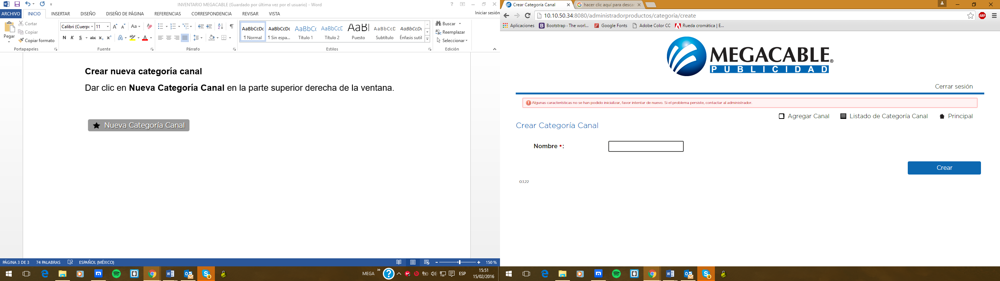 INVENTARIO MEGACABLE (Guardado por última vez por el usuario) - Word
ARCHIVO INICIO INSERTAR DISEÑO DISEÑO DE PÁGINA REFERENCIAS CORRESPONDENCIA REVISAR VISTA Iniciar sesión
Pegar
Cortar
Copiar
Copiar formato
Portapapeles
Calibri (Cuerpo 11
Aa
N K S abc x₂ x²
Fuente
Párrafo
AaBbCcDc AaBbCcDc AaBbCc AaBbCcD AaBl AaBbCcD AaBbCcDc
¶ Normal ¶ Sin espa... Título 1 Título 2 Puesto Subtítulo Énfasis sutil
Estilos
Buscar
Reemplazar
Seleccionar
Edición
Crear nueva categoría canal
Dar clic en Nueva Categoría Canal en la parte superior derecha de la ventana.
Nueva Categoría Canal
PÁGINA 3 DE 3 74 PALABRAS ESPAÑOL (MÉXICO) 150 %
MEGA ESP 15:51
15/02/2016
Crear Categoría Canal hacer clic aquí para descar
10.10.50.34:8080/administradorproductos/categoria/create
ABP
Aplicaciones Bootstrap · The worl... Google Fonts Adobe Color CC Rueda cromática | E...
MEGACABLE®
PUBLICIDAD
Cerrar sesión
Algunas características no se han podido inicializar, favor intentar de nuevo. Si el problema persiste, contactar al administrador.
Agregar Canal Listado de Categoría Canal Principal
Crear Categoría Canal
Nombre *:
Crear
0.1.22